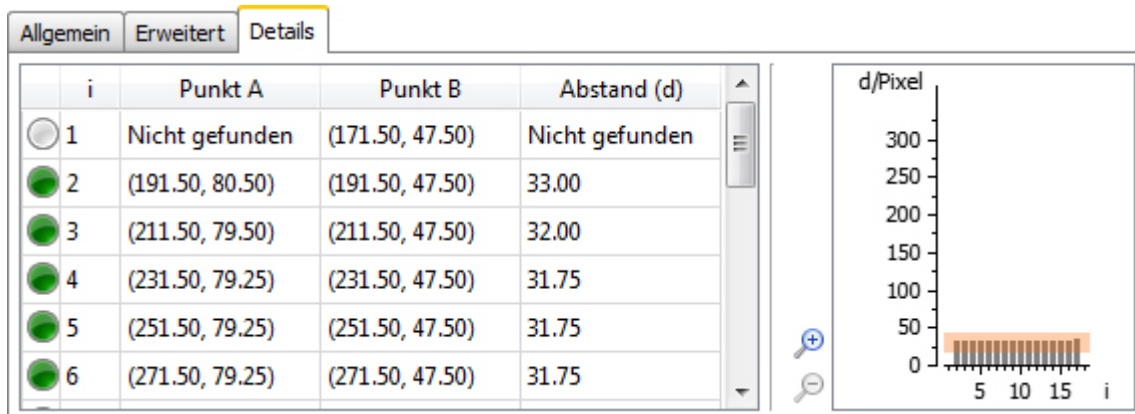 Allgemein Erweitert Details
i Punkt A Punkt B Abstand (d)
1 Nicht gefunden (171.50, 47.50) Nicht gefunden
2 (191.50, 80.50) (191.50, 47.50) 33.00
3 (211.50, 79.50) (211.50, 47.50) 32.00
4 (231.50, 79.25) (231.50, 47.50) 31.75
5 (251.50, 79.25) (251.50, 47.50) 31.75
6 (271.50, 79.25) (271.50, 47.50) 31.75
d/Pixel
300
250
200
150
100
50
0
5 10 15 i